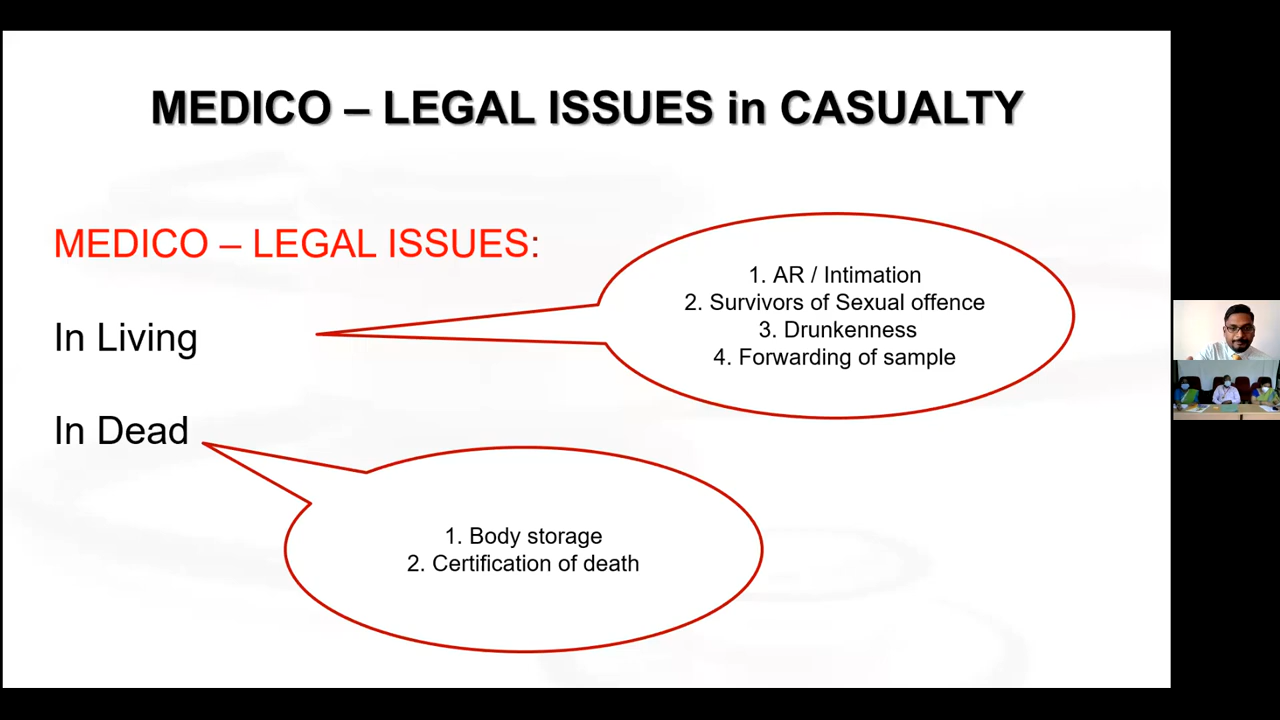 MEDICO – LEGAL ISSUES in CASUALTY
MEDICO – LEGAL ISSUES:
In Living
1. AR / Intimation
2. Survivors of Sexual offence
3. Drunkenness
4. Forwarding of sample
In Dead
1. Body storage
2. Certification of death